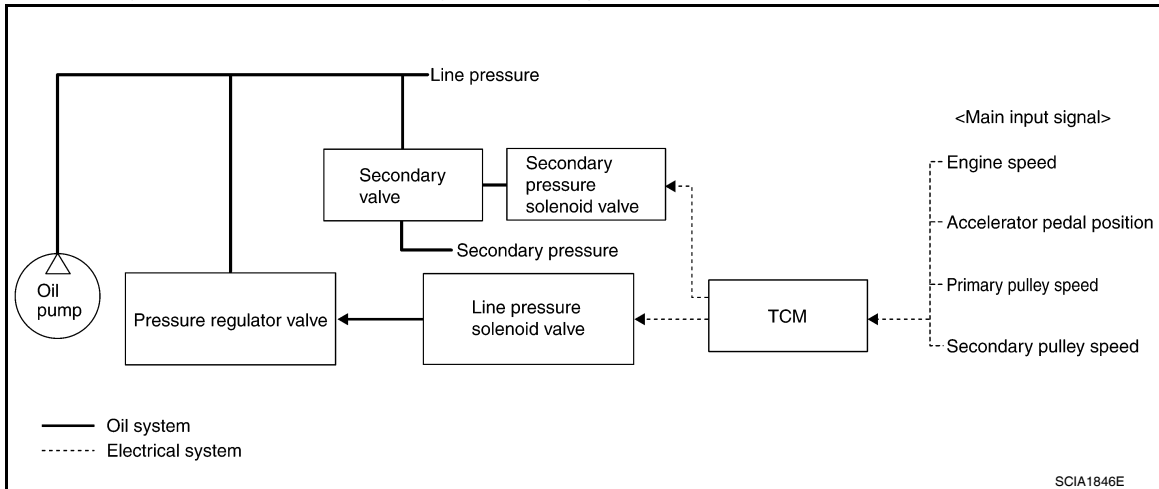 Line pressure
<Main input signal>
Secondary
valve
Secondary
pressure
solenoid valve
Engine speed
Accelerator pedal position
Secondary pressure
Oil
pump
Pressure regulator valve
Line pressure
solenoid valve
TCM
Primary pulley speed
Secondary pulley speed
Oil system
Electrical system
SCIA1846E